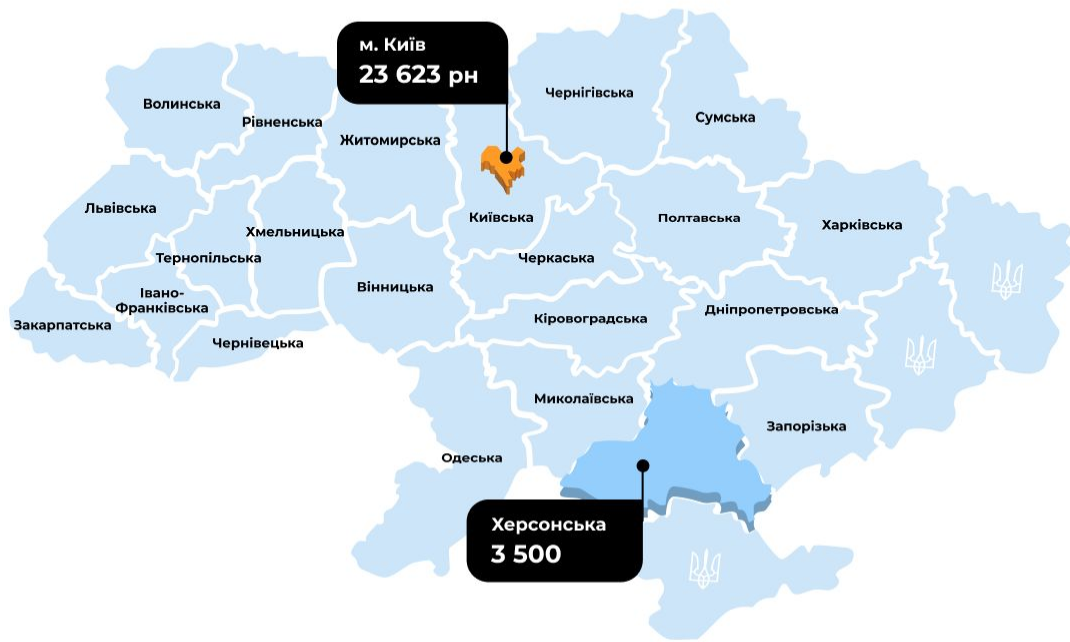 м. Київ
23 623 рн
Волинська
Рівненська
Житомирська
Чернігівська
Сумська
Львівська
Тернопільська
Хмельницька
Київська
Черкаська
Полтавська
Харківська
Закарпатська
Івано-
Франківська
Чернівецька
Вінницька
Кіровоградська
Дніпропетровська
Миколаївська
Запорізька
Одеська
Херсонська
3 500